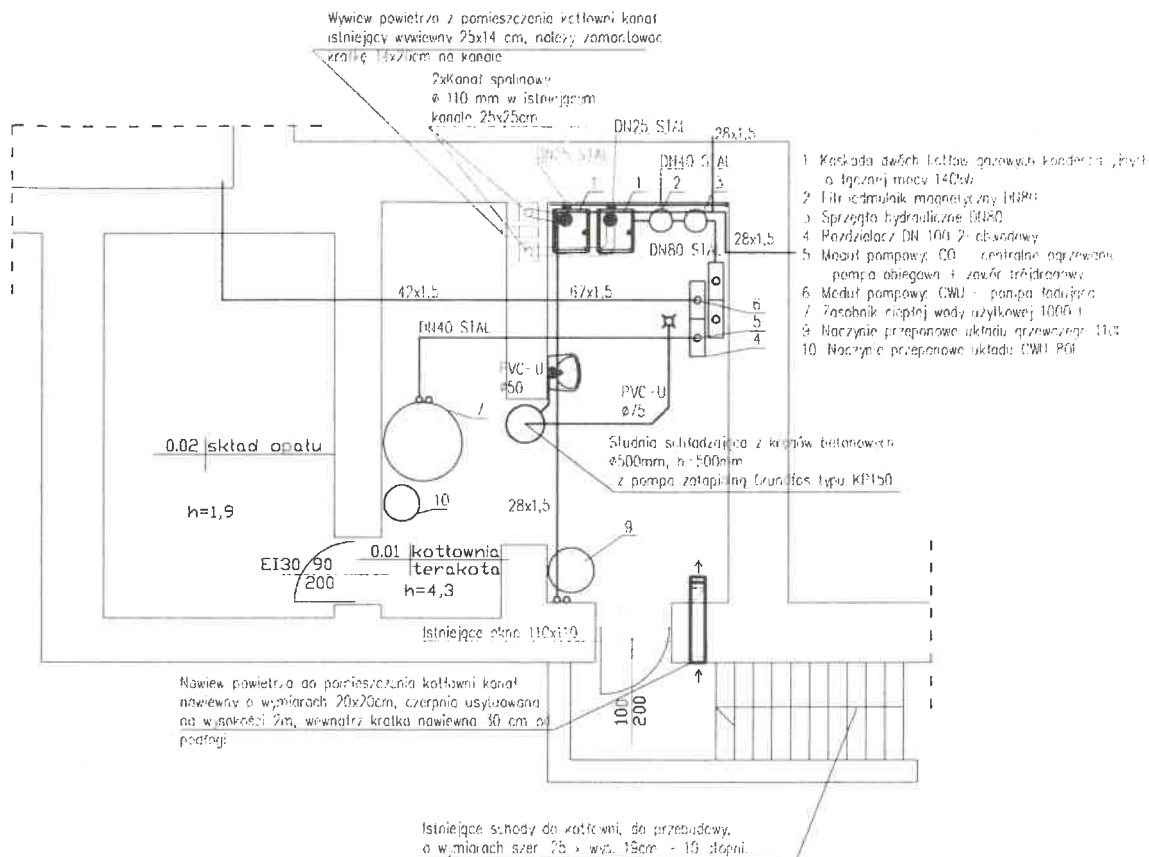 Wywiew powietrza z pomieszczenia kotłowni kanał
istniejący wywiewny 25x14 cm, należy zamontować
kratkę 14x25cm na kanale
2xKanał spalinowy
ø 110 mm w istniejącym
kanale 25x25cm
DN25 STAL
28x1,5
DN25 STAL
DN40 STAL
1 1 2 3
DN80 STAL
28x1,5
1 Kaskada dwóch kotłów gazowych
o łącznej mocy 140kW
2 Filtroodmulnik magnetyczny DN80
3 Sprzęgło hydrauliczne DN80
4 Rozdzielacz DN 100 2-obwodowy
5 Moduł pompowy: CO - centralne ogrzewanie
pompa obiegowa + zawór trójdrogowy
6 Moduł pompowy: CWU - pompa ładująca
7 Zasobnik ciepłej wody użytkowej 1000 l
9 Naczynie przeponowe układu grzewczego
10 Naczynie przeponowe układu CWU 80l
42x1,5
67x1,5
6
DN40 STAL
5
4
PVC-U
ø50
PVC-U
ø75
7
0.02 skład opału
Studnia schładzająca z kręgów betonowych
ø500mm, h=500mm
z pompą zatapialną Grundfos typu KP150
10
28x1,5
h=1,9
9
0.01 kotłownia
terakota
EI30 90
200
h=4,3
Istniejące okno 110x110
Nawiew powietrza do pomieszczenia kotłowni kanał
nawiewny o wymiarach 20x20cm, czerpnia usytuowana
na wysokości 2m, wewnątrz kratka nawiewna 30 cm od
podłogi
100
200
Istniejące schody do kotłowni, do przebudowy,
o wymiarach szer. 25 x wys. 19cm - 10 stopni.